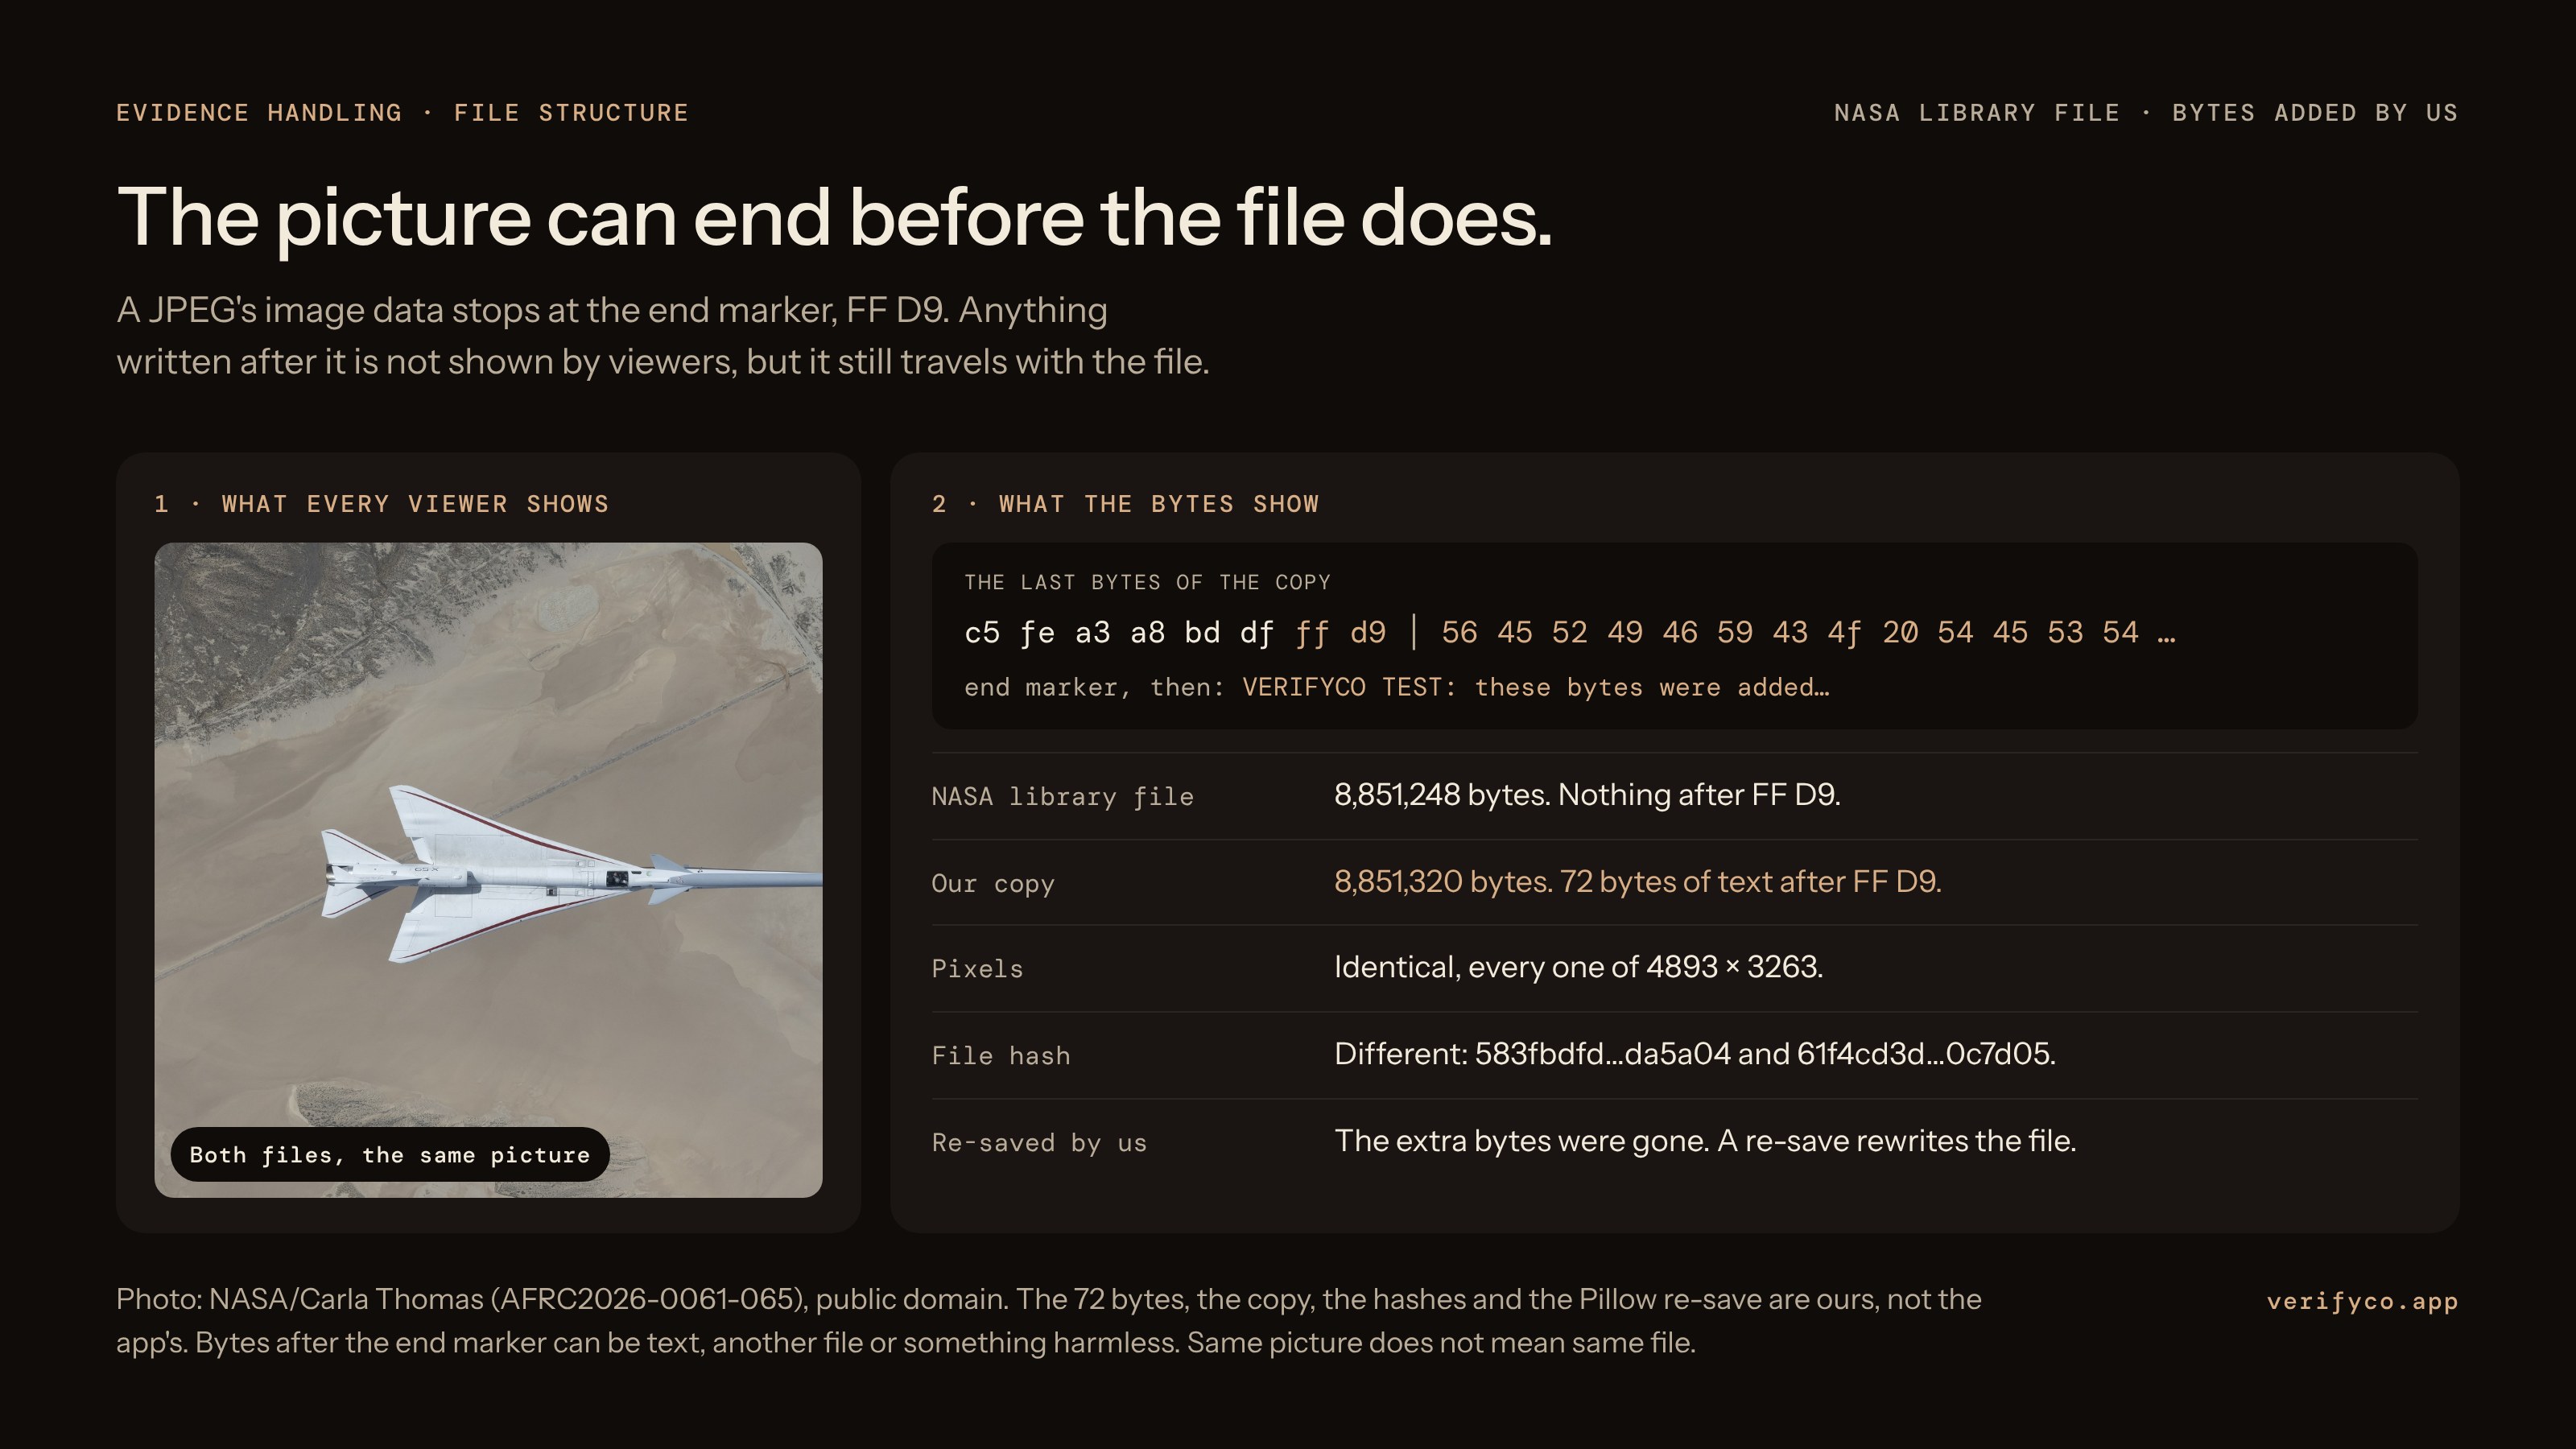 EVIDENCE HANDLING · FILE STRUCTURE
NASA LIBRARY FILE · BYTES ADDED BY US
The picture can end before the file does.
A JPEG's image data stops at the end marker, FF D9. Anything
written after it is not shown by viewers, but it still travels with the file.
1 · WHAT EVERY VIEWER SHOWS
Both files, the same picture
2 · WHAT THE BYTES SHOW
THE LAST BYTES OF THE COPY
c5 fe a3 a8 bd df ff d9 | 56 45 52 49 46 59 43 4f 20 54 45 53 54 …
end marker, then: VERIFYCO TEST: these bytes were added…
NASA library file 8,851,248 bytes. Nothing after FF D9.
Our copy 8,851,320 bytes. 72 bytes of text after FF D9.
Pixels Identical, every one of 4893 × 3263.
File hash Different: 583fbdfd…da5a04 and 61f4cd3d…0c7d05.
Re-saved by us The extra bytes were gone. A re-save rewrites the file.
Photo: NASA/Carla Thomas (AFRC2026-0061-065), public domain. The 72 bytes, the copy, the hashes and the Pillow re-save are ours, not the
app's. Bytes after the end marker can be text, another file or something harmless. Same picture does not mean same file.
verifyco.app